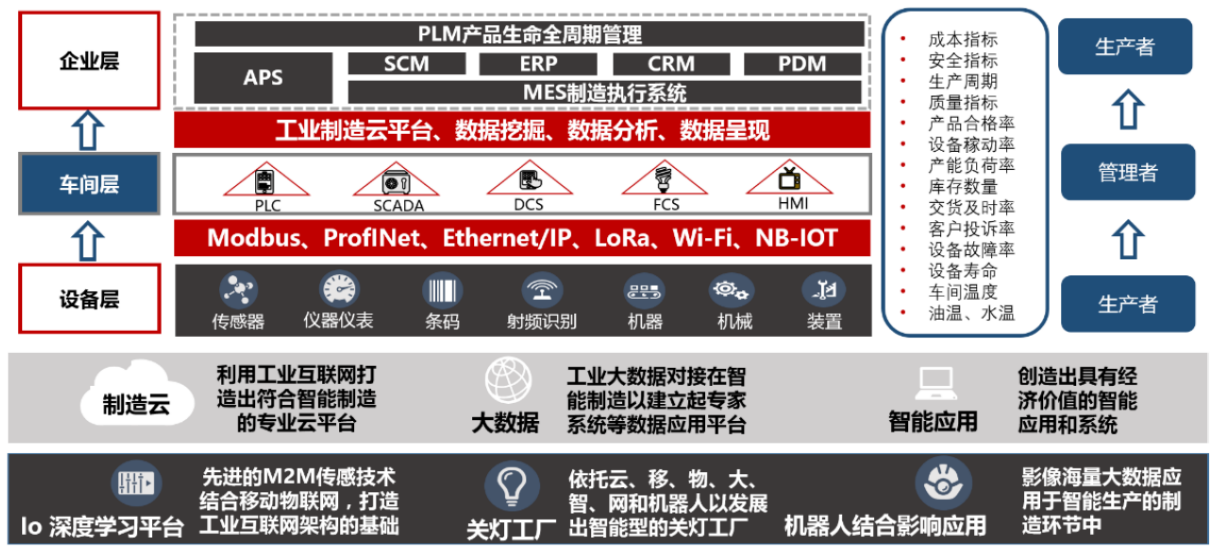 企业层
PLM产品生命全周期管理
APS
SCM
ERP
CRM
PDM
MES制造执行系统
工业制造云平台、数据挖掘、数据分析、数据呈现
车间层
PLC
SCADA
DCS
FCS
HMI
Modbus、ProfINet、Ethernet/IP、LoRa、Wi-Fi、NB-IOT
设备层
传感器
仪器仪表
条码
射频识别
机器
机械
装置
• 成本指标
• 安全指标
• 生产周期
• 质量指标
• 产品合格率
• 设备稼动率
• 产能负荷率
• 库存数量
• 交货及时率
• 客户投诉率
• 设备故障率
• 设备寿命
• 车间温度
• 油温、水温
生产者
管理者
生产者
制造云
利用工业互联网打
造出符合智能制造
的专业云平台
大数据
工业大数据对接在智
能制造以建立起专家
系统等数据应用平台
智能应用
创造出具有经
济价值的智能
应用和系统
Io 深度学习平台
先进的M2M传感技术
结合移动物联网，打造
工业互联网架构的基础
关灯工厂
依托云、移、物、大、
智、网和机器人以发展
出智能型的关灯工厂
机器人结合影响应用
影像海量大数据应
用于智能生产的制
造环节中